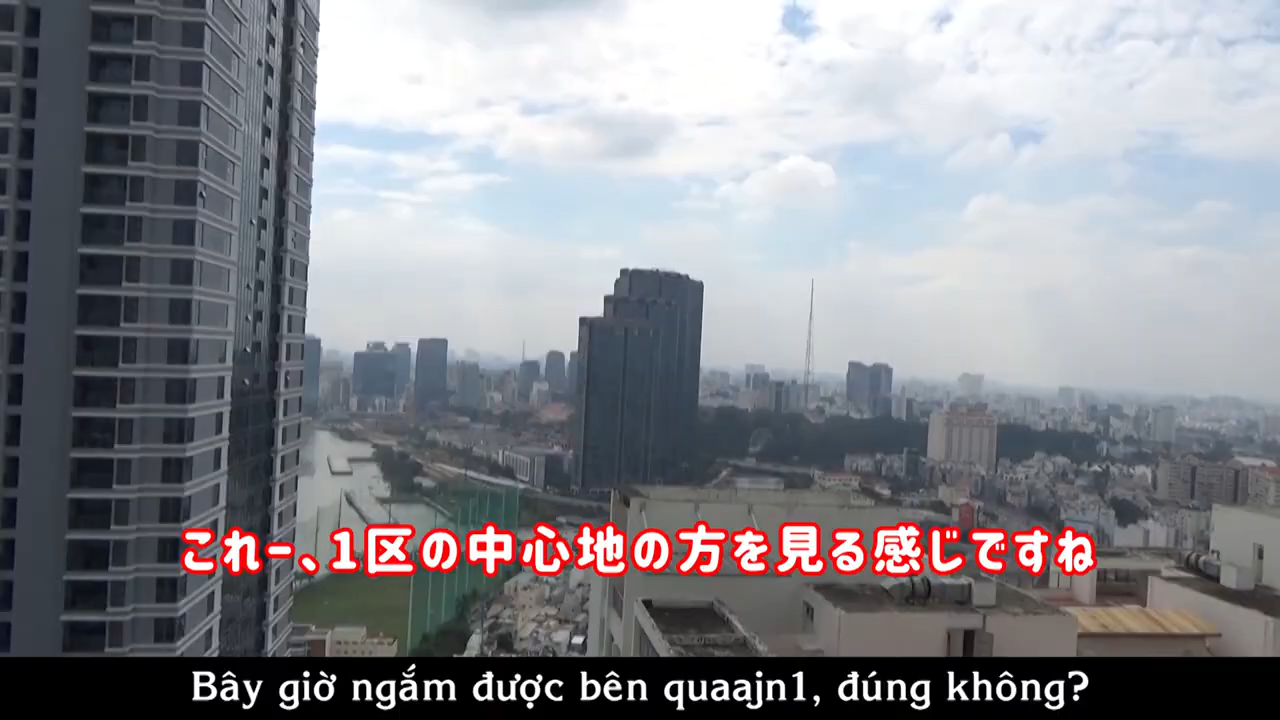 これー、1区の中心地の方を見る感じですね
Bây giờ ngắm được bên quaajn1, đúng không?